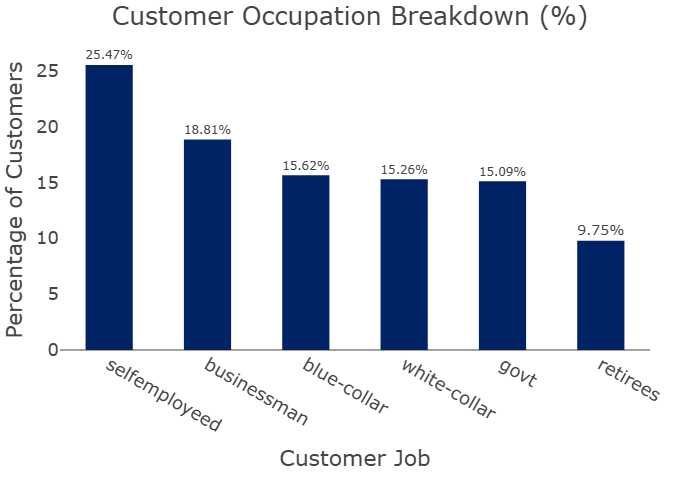 Customer Occupation Breakdown (%)
Percentage of Customers
25
20
15
10
5
0
25.47%
18.81%
15.62%
15.26%
15.09%
9.75%
selfemployeed
businessman
blue-collar
white-collar
govt
retirees
Customer Job